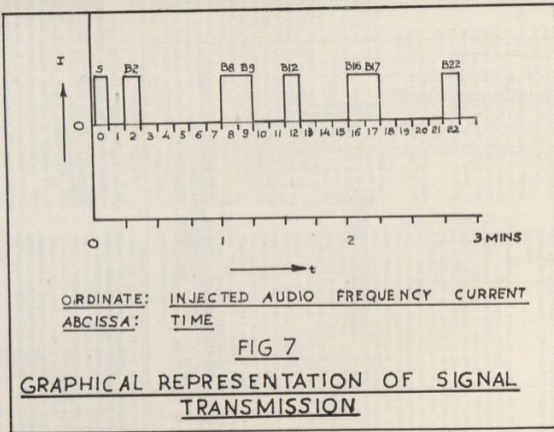 I
S B2 B8 B9 B12 B16 B17 B22
0
0 1 2 3 4 5 6 7 8 9 10 11 12 13 14 15 16 17 18 19 20 21 22
0 1 2 3 MINS
t
ORDINATE: INJECTED AUDIO FREQUENCY CURRENT
ABCISSA: TIME
FIG 7
GRAPHICAL REPRESENTATION OF SIGNAL
TRANSMISSION